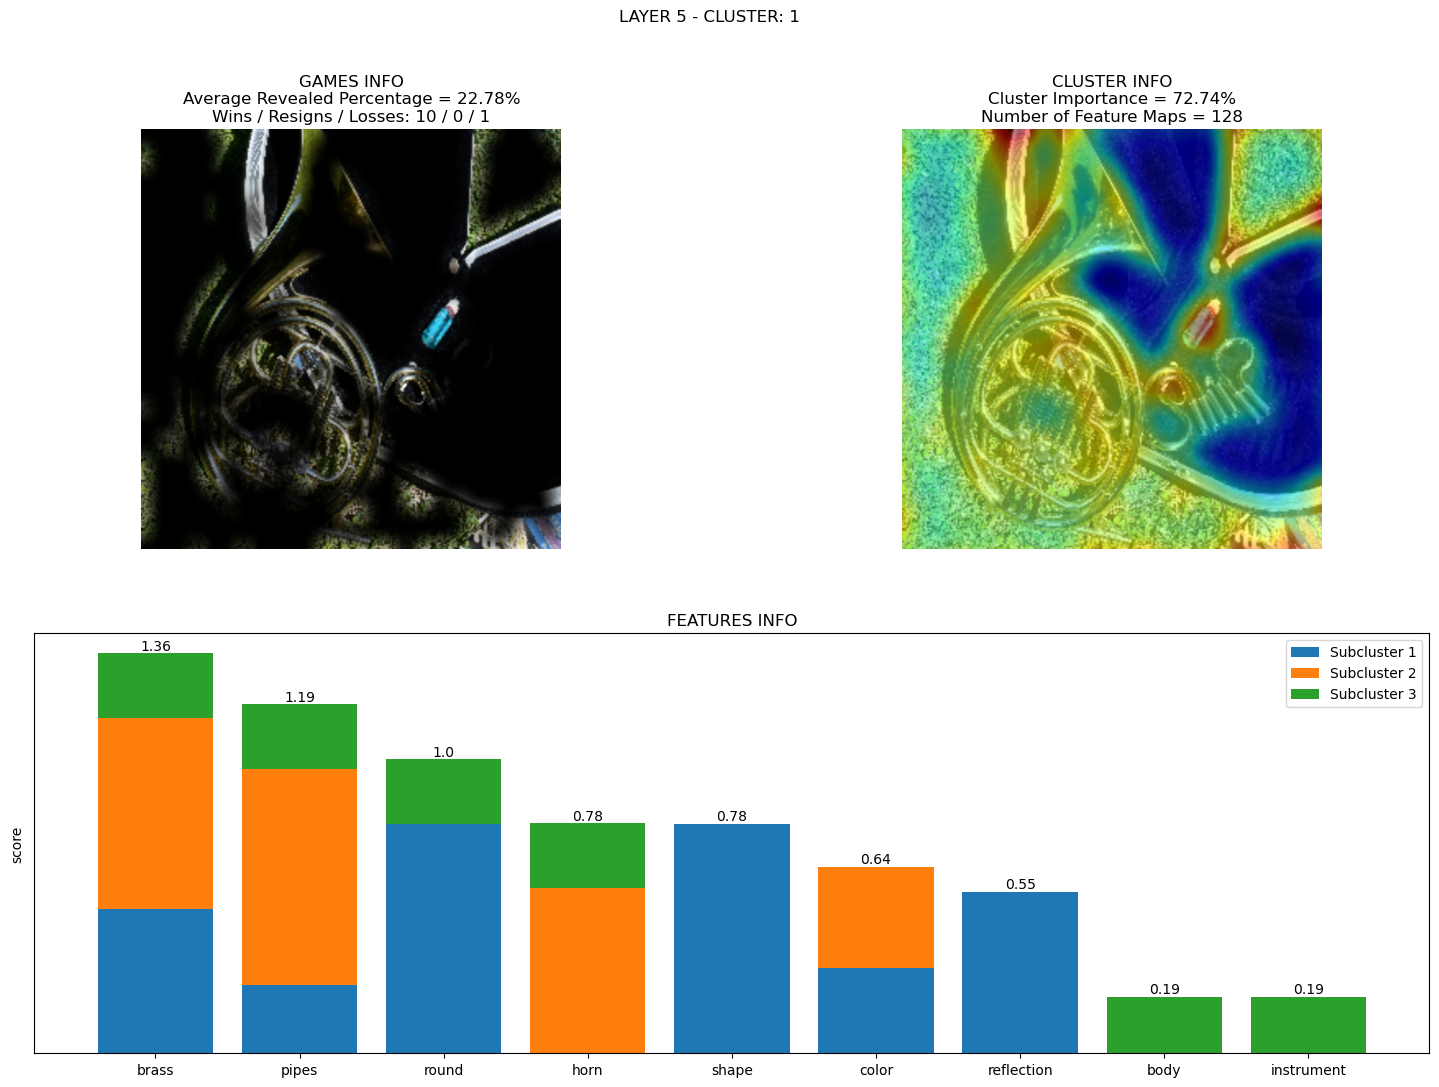 LAYER 5 - CLUSTER: 1
GAMES INFO
Average Revealed Percentage = 22.78%
Wins / Resigns / Losses: 10 / 0 / 1
CLUSTER INFO
Cluster Importance = 72.74%
Number of Feature Maps = 128
FEATURES INFO
score
1.36
1.19
1.0
0.78
0.78
0.64
0.55
0.19
0.19
Subcluster 1
Subcluster 2
Subcluster 3
brass
pipes
round
horn
shape
color
reflection
body
instrument